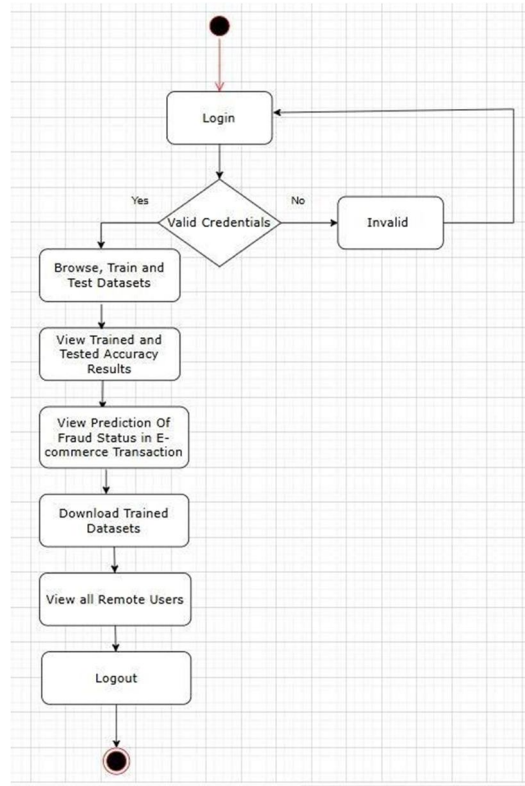 Login
Yes
No
Valid Credentials
Invalid
Browse, Train and
Test Datasets
View Trained and
Tested Accuracy
Results
View Prediction Of
Fraud Status in E-
commerce Transaction
Download Trained
Datasets
View all Remote Users
Logout